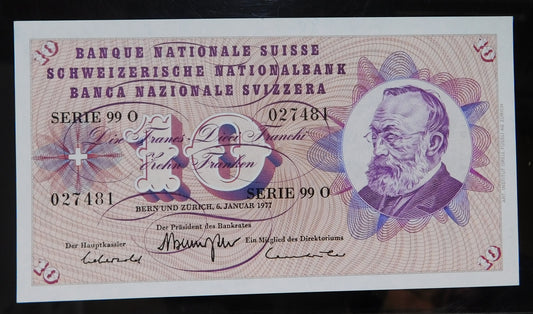 10
10
BANQUE NATIONALE SUISSE
SCHWEIZERISCHE NATIONALBANK
BANCA NAZIONALE SVIZZERA
SERIE 99 O
027481
Dix Francs Dieci Franchi
10
Zehn Franken
027481
SERIE 99 O
BERN UND ZÜRICH, 6. JANUAR 1977
Der Hauptkassier
Der Präsident des Bankrates
Ein Mitglied des Direktoriums
10
10